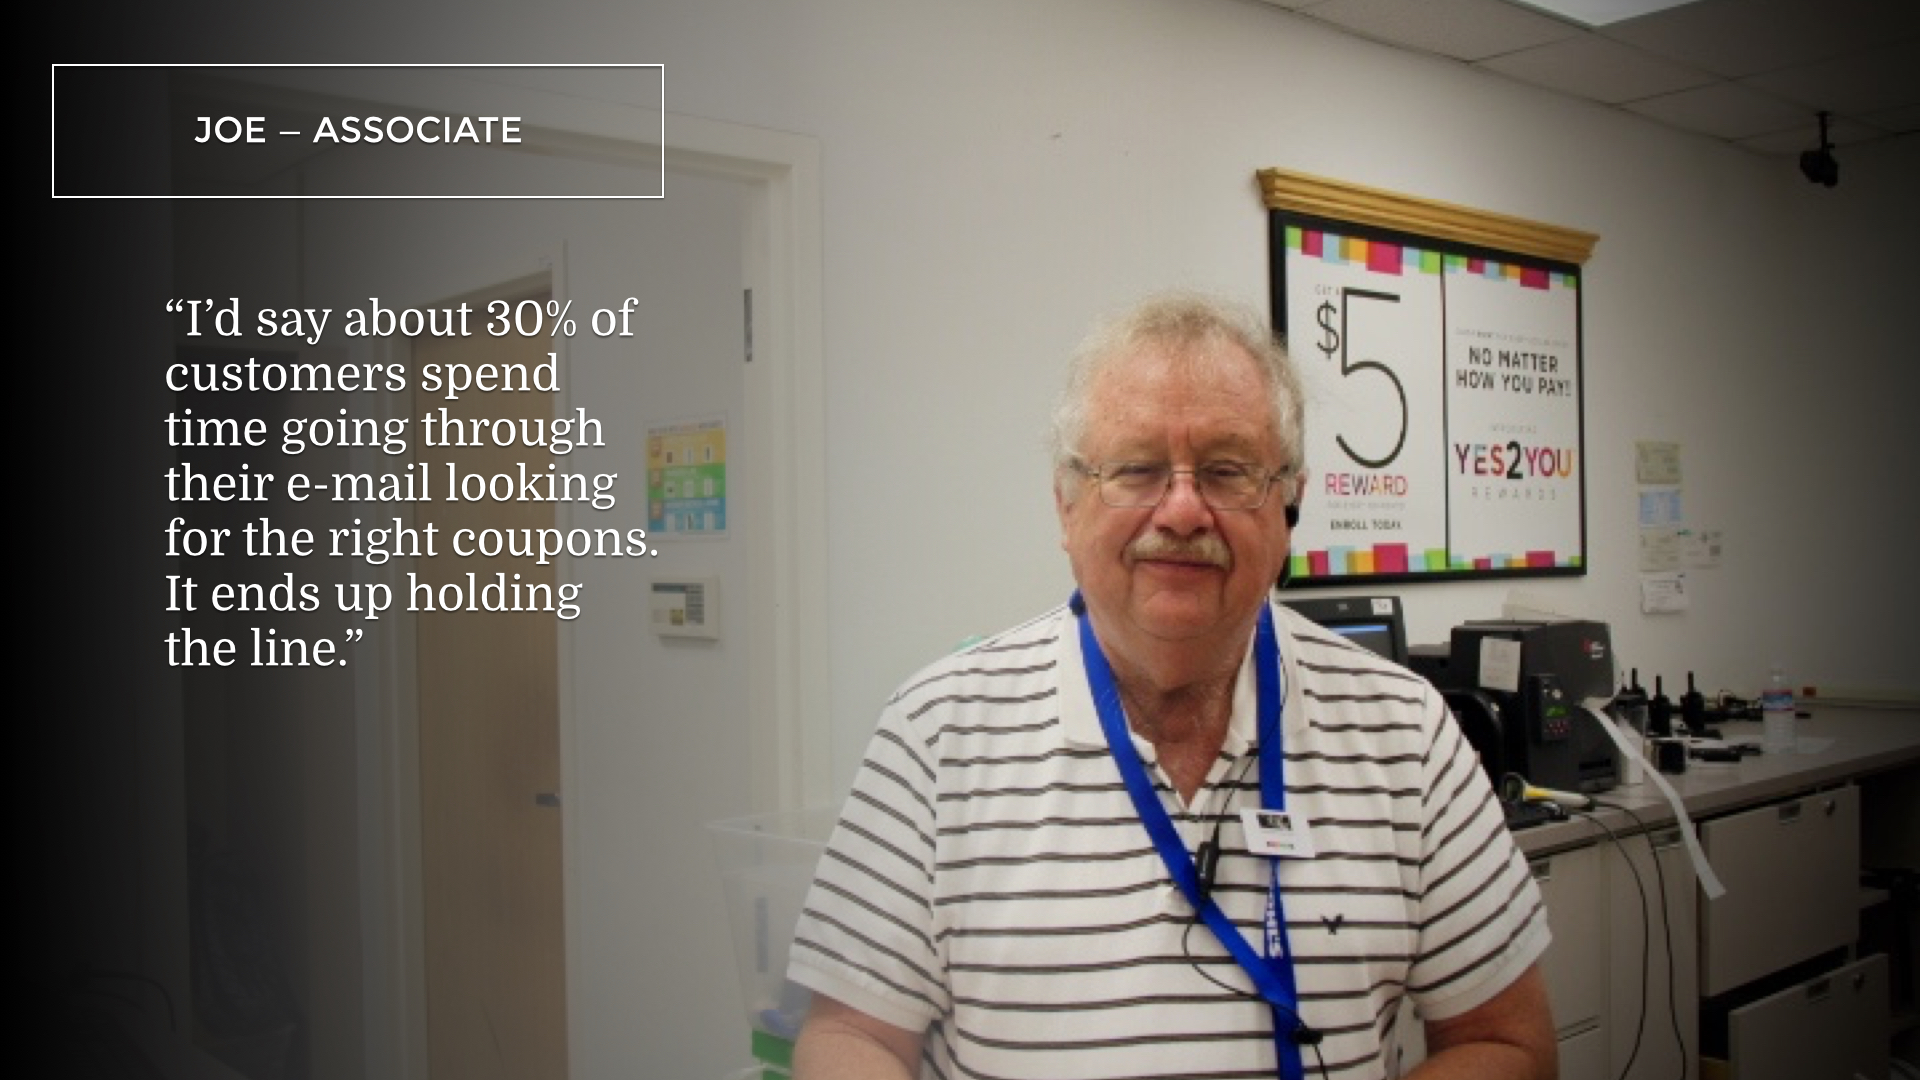 JOE – ASSOCIATE
“I’d say about 30% of
customers spend
time going through
their e-mail looking
for the right coupons.
It ends up holding
the line.”
$5
REWARD
ENROLL TODAY
NO MATTER
HOW YOU PAY!
YES2YOU
REWARDS
KOHL'S